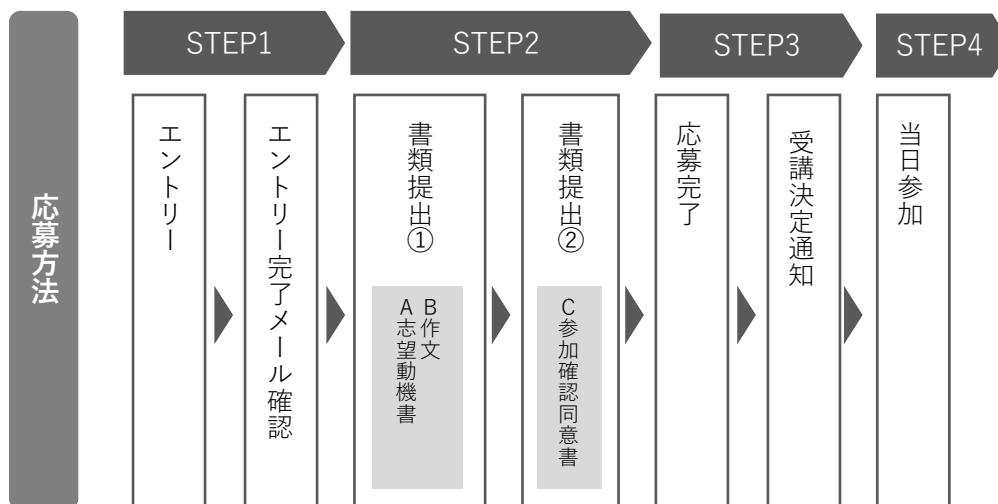 応募方法
STEP1
STEP2
STEP3
STEP4
エントリー
エントリー完了メール確認
書類提出①
B作文
A志望動機書
書類提出②
C参加確認同意書
応募完了
受講決定通知
当日参加